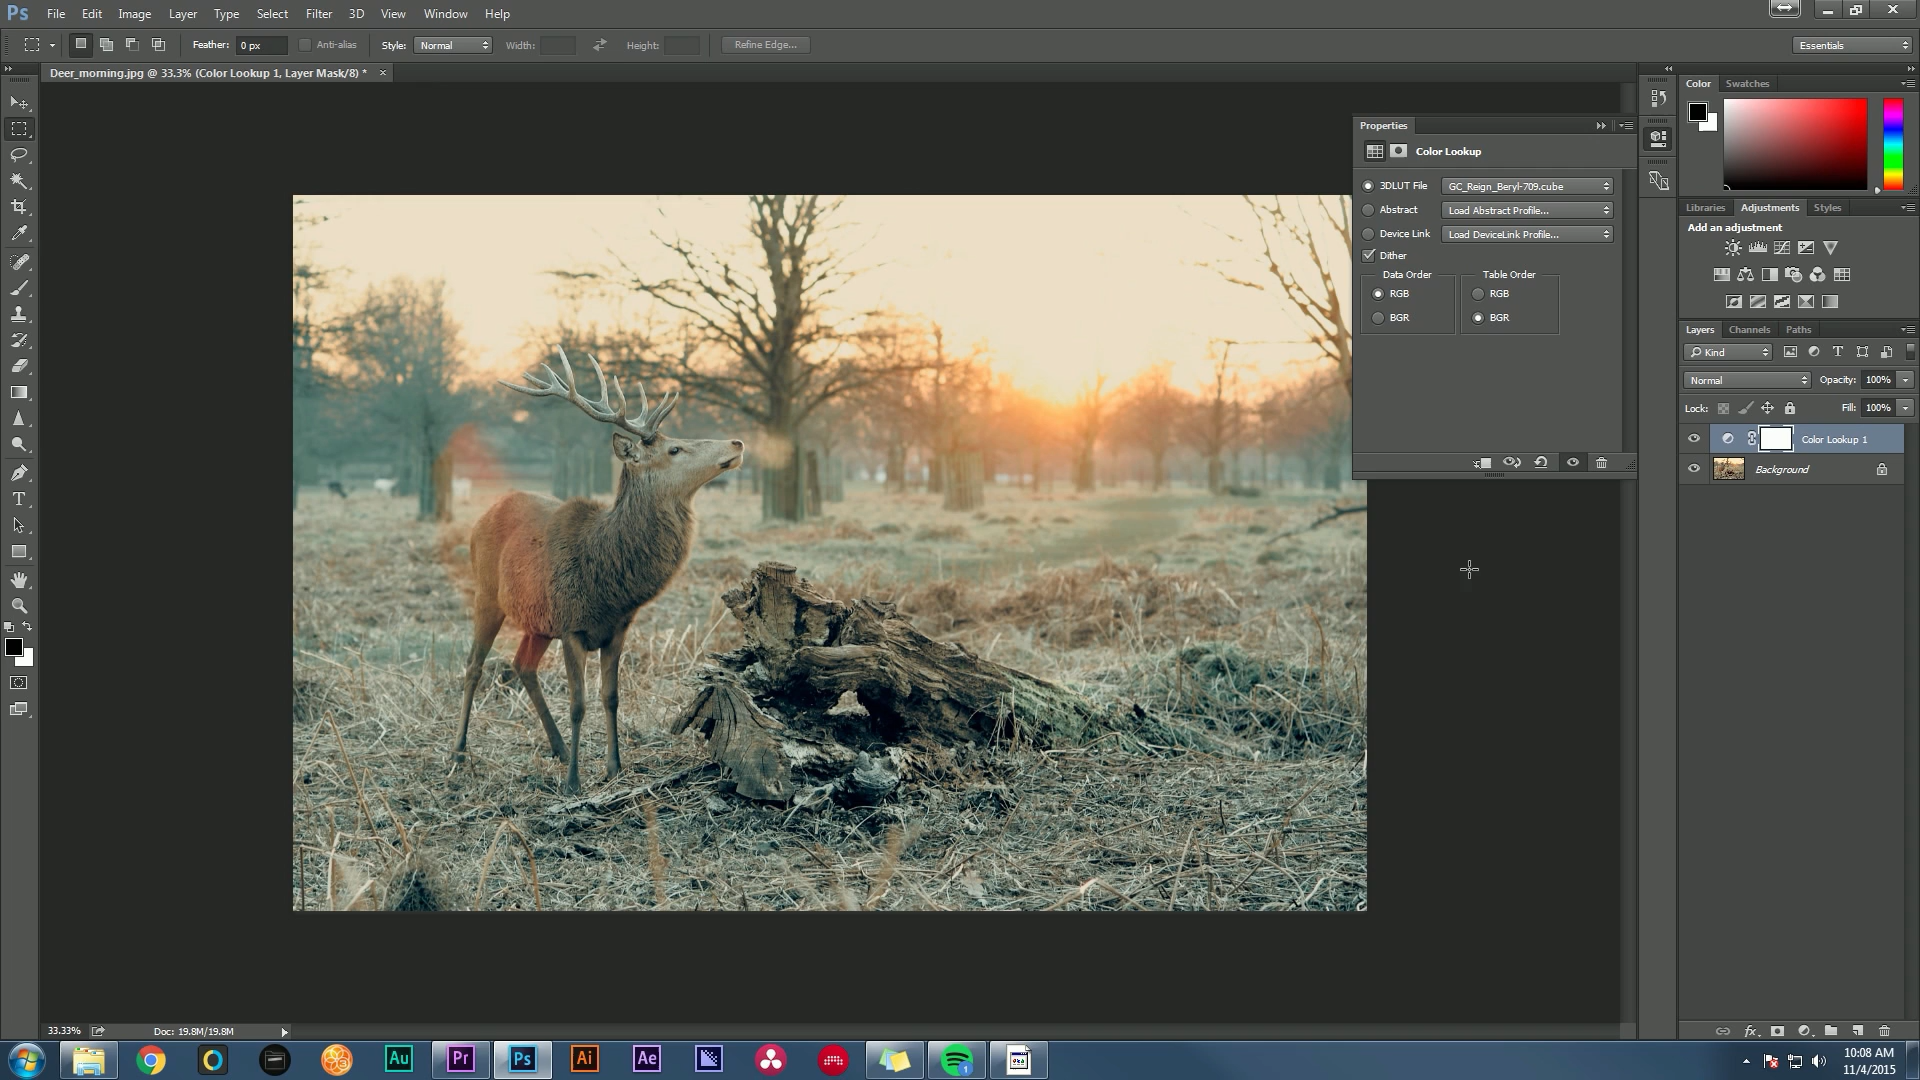 Ps File Edit Image Layer Type Select Filter 3D View Window Help
Feather: 0 px Anti-alias Style: Normal Width: Height: Refine Edge... Essentials
Deer_morning.jpg @ 33.3% (Color Lookup 1, Layer Mask/8) * ×
Color Swatches
Properties
Color Lookup
3DLUT File GC_Reign_Beryl-709.cube
Abstract Load Abstract Profile...
Device Link Load DeviceLink Profile...
Dither
Data Order Table Order
RGB RGB
BGR BGR
Libraries Adjustments Styles
Add an adjustment
Layers Channels Paths
Kind
Normal Opacity: 100%
Lock: Fill: 100%
Color Lookup 1
Background
T
33.33% Doc: 19.8M/19.8M
fx
Au Pr Ps Ai Ae
1
10:08 AM
11/4/2015